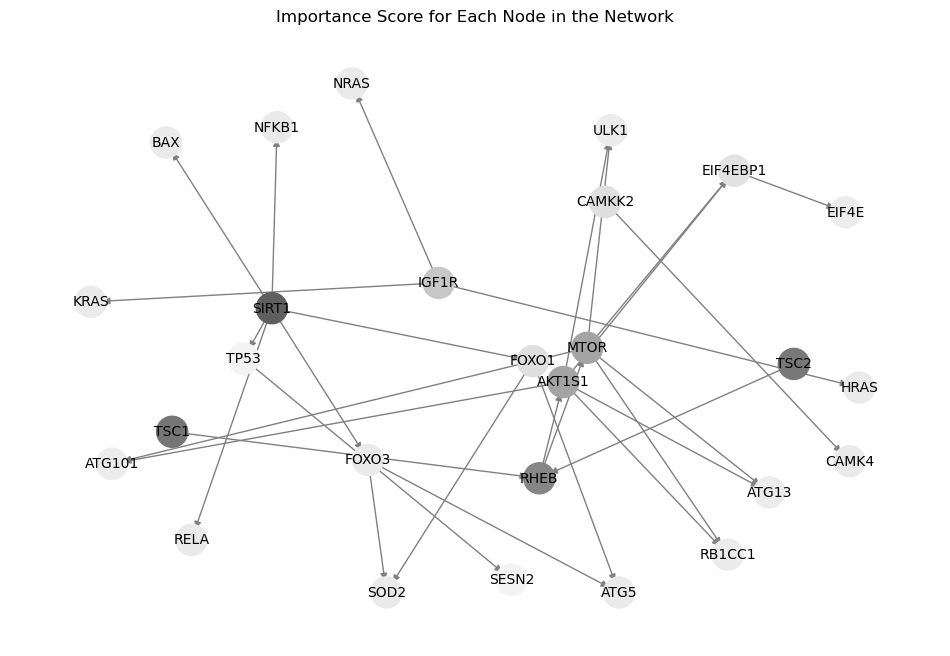 Importance Score for Each Node in the Network
NRAS
NFKB1
ULK1
BAX
EIF4EBP1
CAMKK2
EIF4E
IGF1R
KRAS
SIRT1
MTOR
TP53
FOXO1
TSC2
AKT1S1
HRAS
TSC1
FOXO3
ATG101
CAMK4
RHEB
ATG13
RELA
RB1CC1
SESN2
SOD2
ATG5